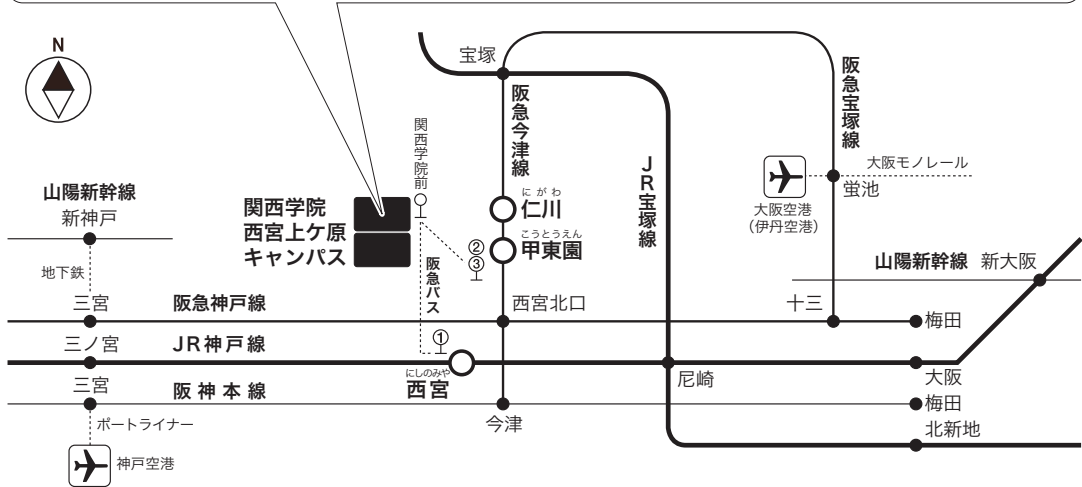 N
宝塚
阪急今津線
関西学院前
阪急宝塚線
大阪モノレール
蛍池
大阪空港
（伊丹空港）
JR宝塚線
山陽新幹線
新神戸
関西学院
西宮上ケ原
キャンパス
にがわ
仁川
こうとうえん
甲東園
②
③
阪急バス
地下鉄
山陽新幹線 新大阪
三宮
阪急神戸線
西宮北口
十三
梅田
三ノ宮
JR神戸線
①
にしのみや
西宮
尼崎
大阪
三宮
阪神本線
今津
梅田
北新地
ポートライナー
神戸空港